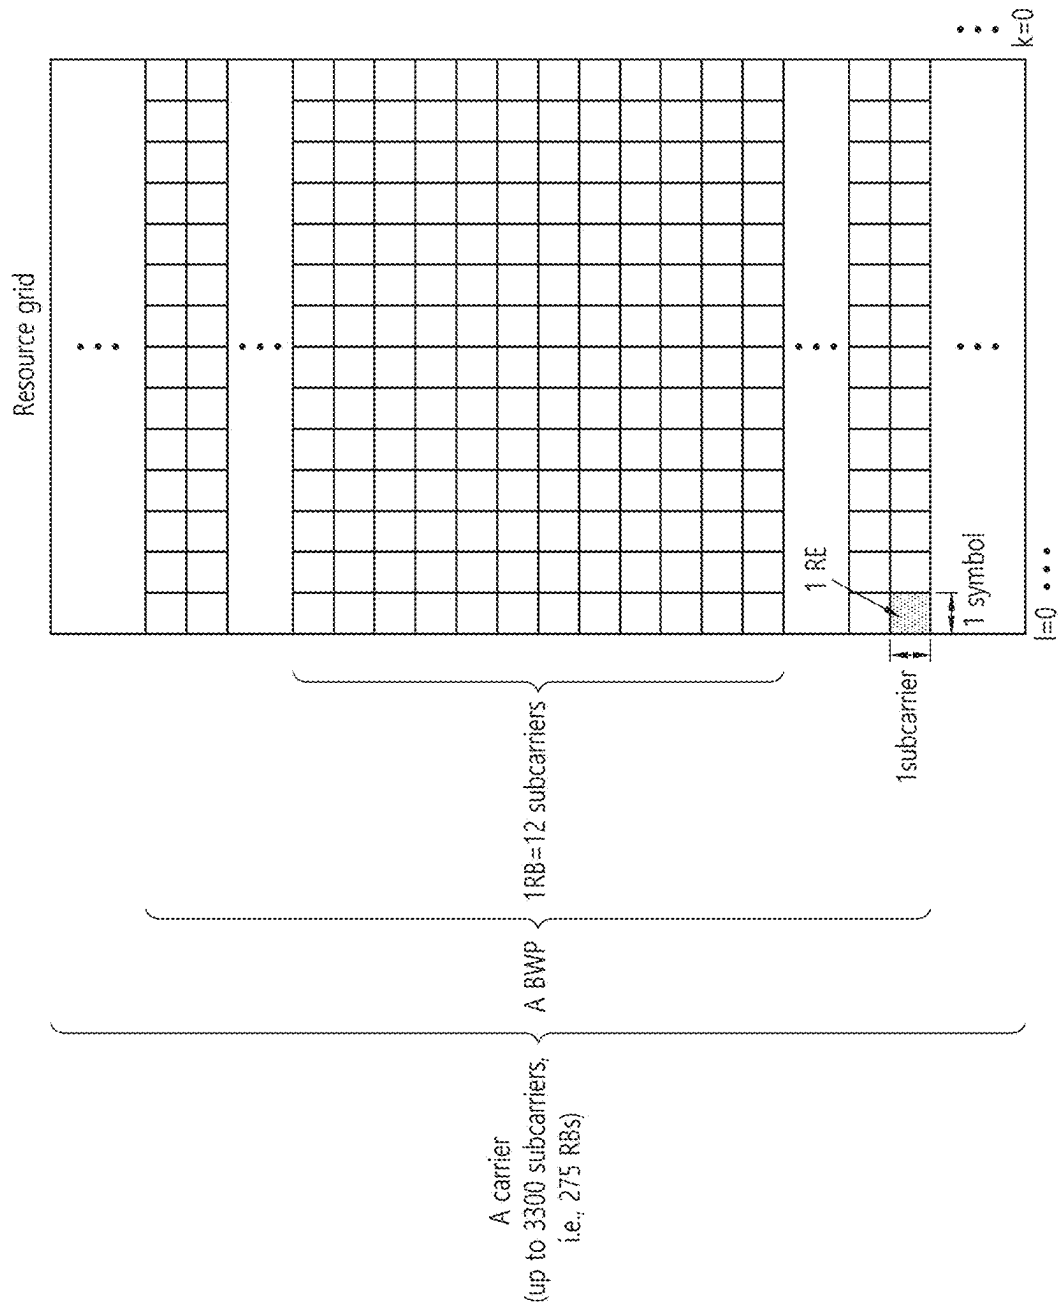 Resource grid
A carrier
(up to 3300 subcarriers,
i.e., 275 RBs)
A BWP
1RB=12 subcarriers
1 RE
1subcarrier
1 symbol
l=0
k=0